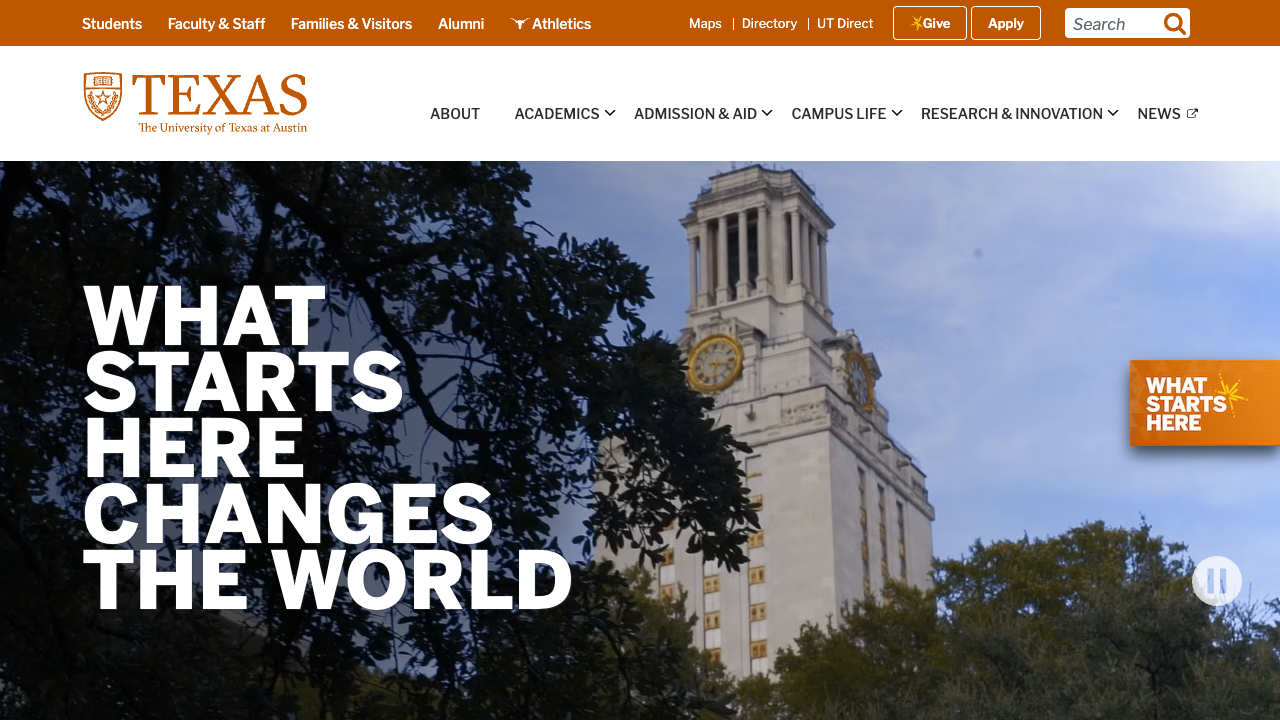 Students Faculty & Staff Families & Visitors Alumni Athletics Maps Directory UT Direct Give Apply Search
TEXAS
The University of Texas at Austin
ABOUT ACADEMICS ADMISSION & AID CAMPUS LIFE RESEARCH & INNOVATION NEWS
WHAT
STARTS
HERE
CHANGES
THE WORLD
WHAT
STARTS
HERE